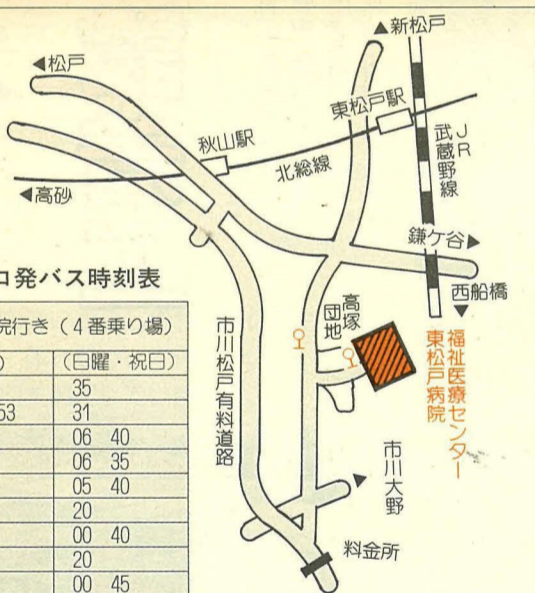 ▲新松戸
◀松戸
東松戸駅
秋山駅
北総線
JR
武蔵野線
◀高砂
鎌ケ谷▶
西船橋▼
口発バス時刻表
院行き（4番乗り場）
）（日曜・祝日）
35
53 31
06 40
06 35
05 40
20
00 40
20
00 45
高塚
団地
市川松戸有料道路
福祉医療センター
東松戸病院
市川大野▶
料金所